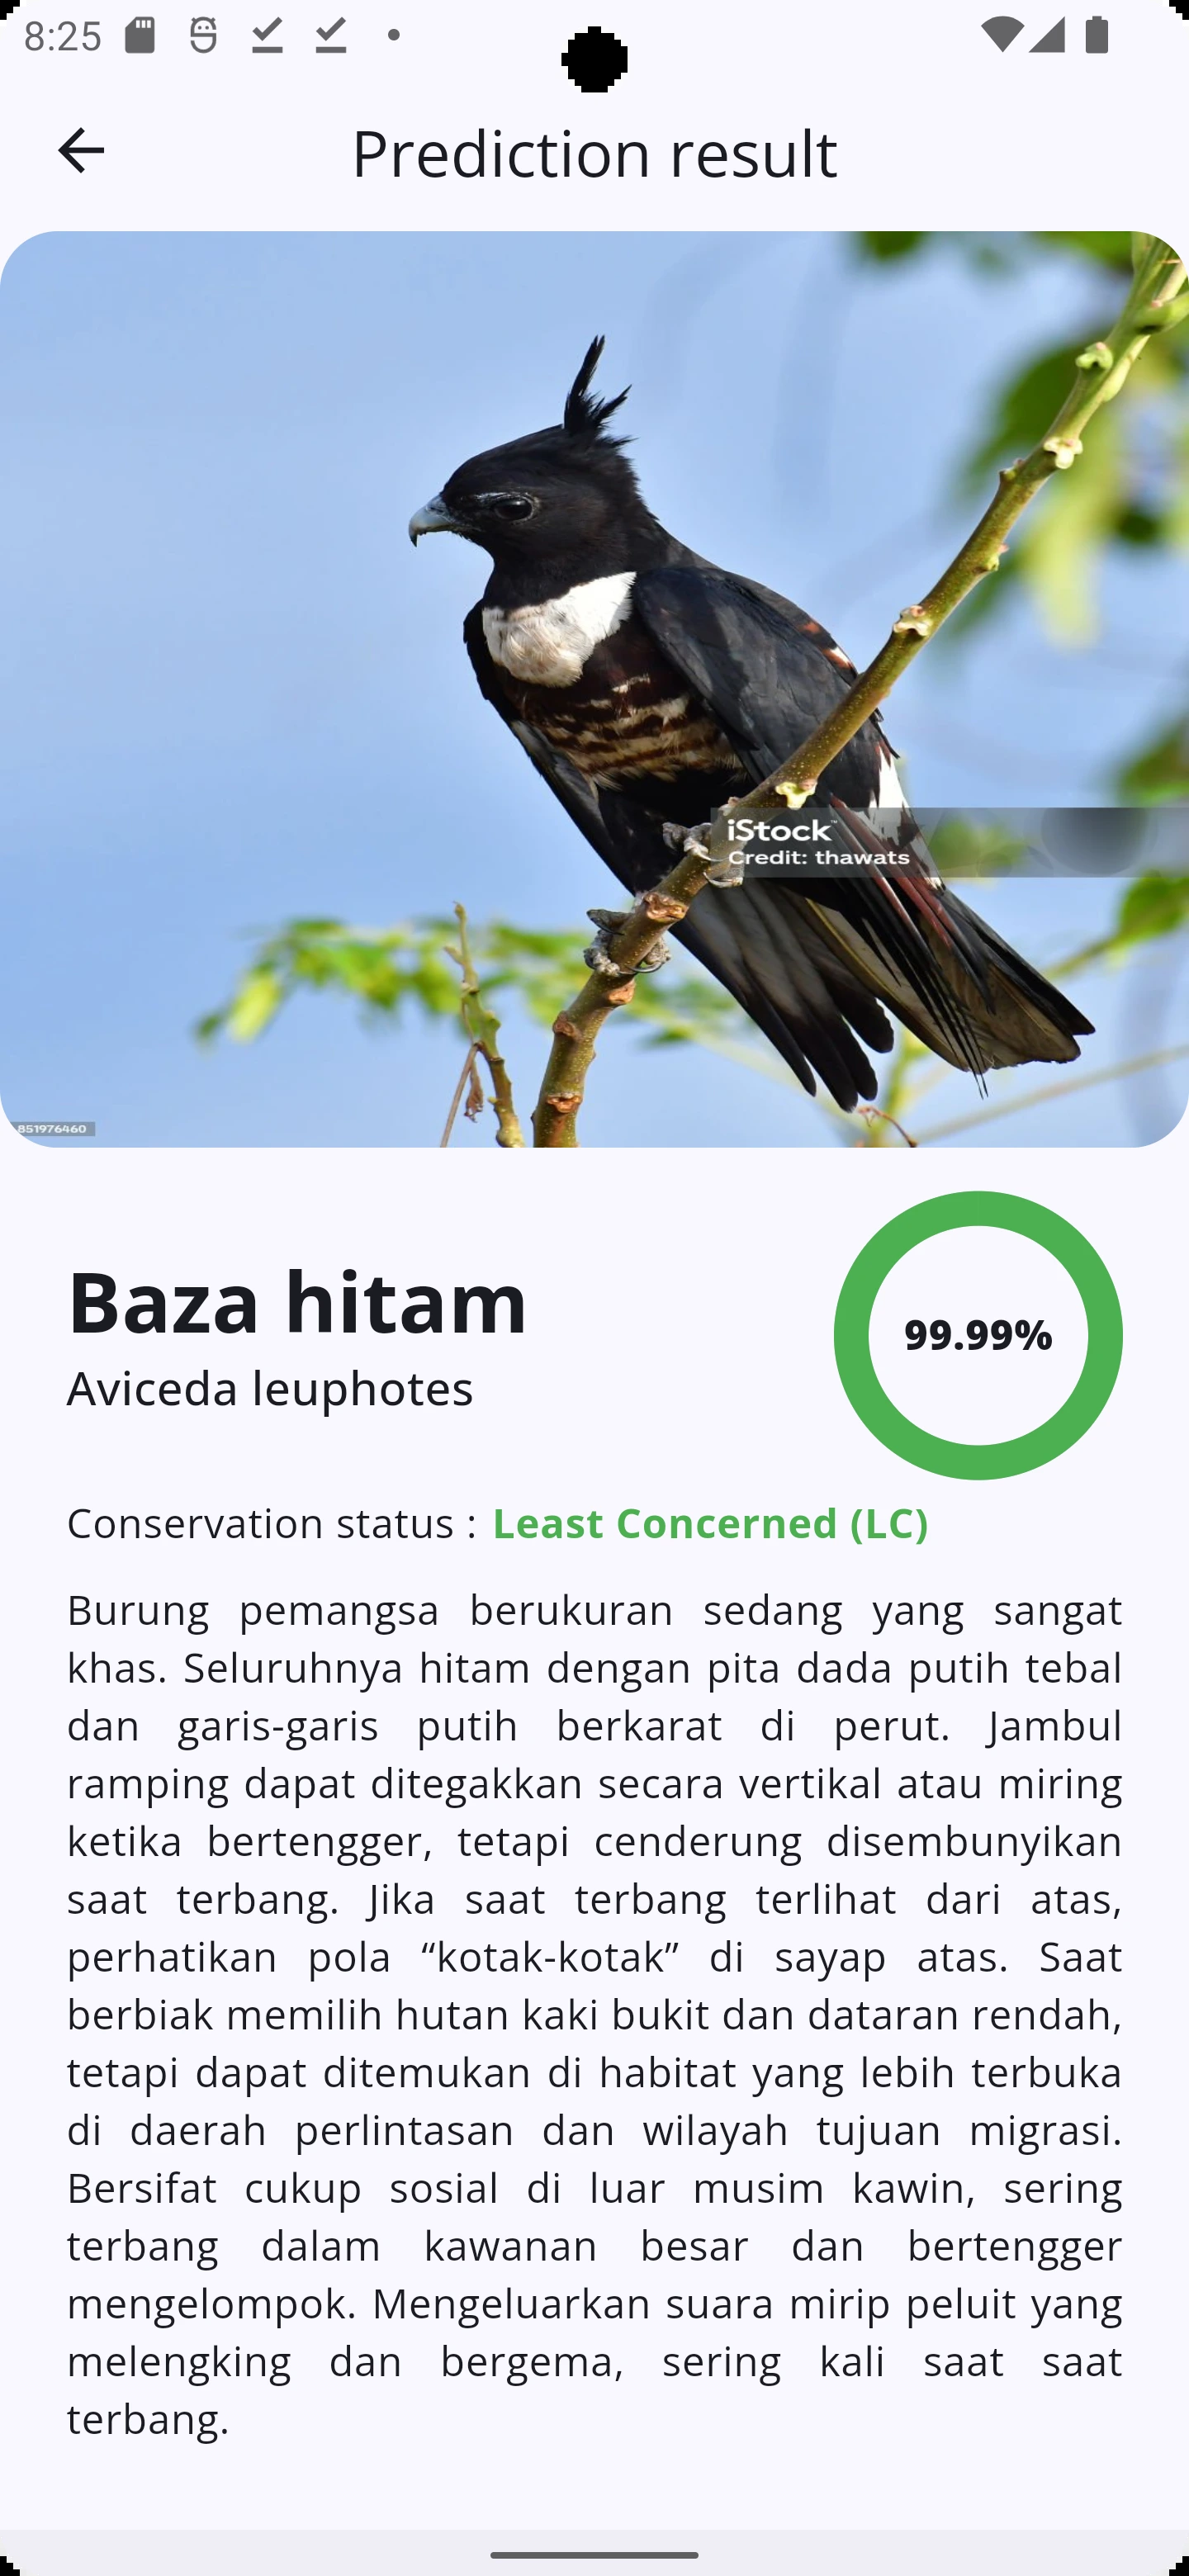 8:25
Prediction result
iStock™
Credit: thawats
851976460
Baza hitam
99.99%
Aviceda leuphotes
Conservation status : Least Concerned (LC)
Burung pemangsa berukuran sedang yang sangat
khas. Seluruhnya hitam dengan pita dada putih tebal
dan garis-garis putih berkarat di perut. Jambul
ramping dapat ditegakkan secara vertikal atau miring
ketika bertengger, tetapi cenderung disembunyikan
saat terbang. Jika saat terbang terlihat dari atas,
perhatikan pola “kotak-kotak” di sayap atas. Saat
berbiak memilih hutan kaki bukit dan dataran rendah,
tetapi dapat ditemukan di habitat yang lebih terbuka
di daerah perlintasan dan wilayah tujuan migrasi.
Bersifat cukup sosial di luar musim kawin, sering
terbang dalam kawanan besar dan bertengger
mengelompok. Mengeluarkan suara mirip peluit yang
melengking dan bergema, sering kali saat saat
terbang.